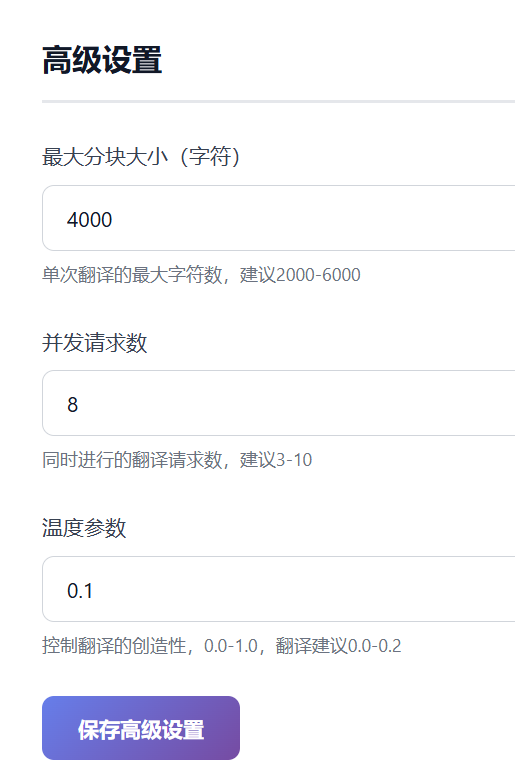 高级设置
最大分块大小（字符）
4000
单次翻译的最大字符数，建议2000-6000
并发请求数
8
同时进行的翻译请求数，建议3-10
温度参数
0.1
控制翻译的创造性，0.0-1.0，翻译建议0.0-0.2
保存高级设置